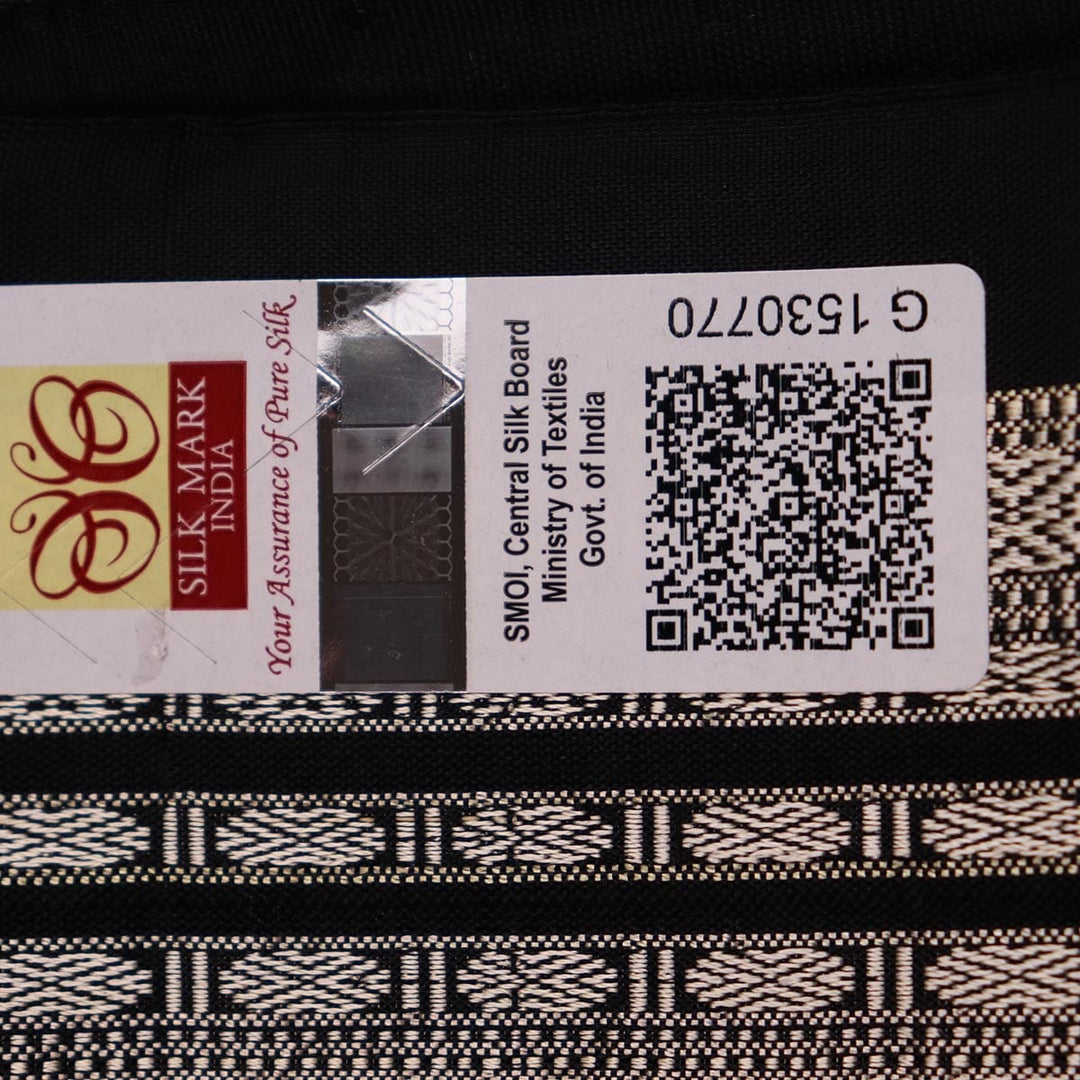 SILK MARK
INDIA
Your Assurance of Pure Silk
SMOI, Central Silk Board
Ministry of Textiles
Govt. of India
G 1530770